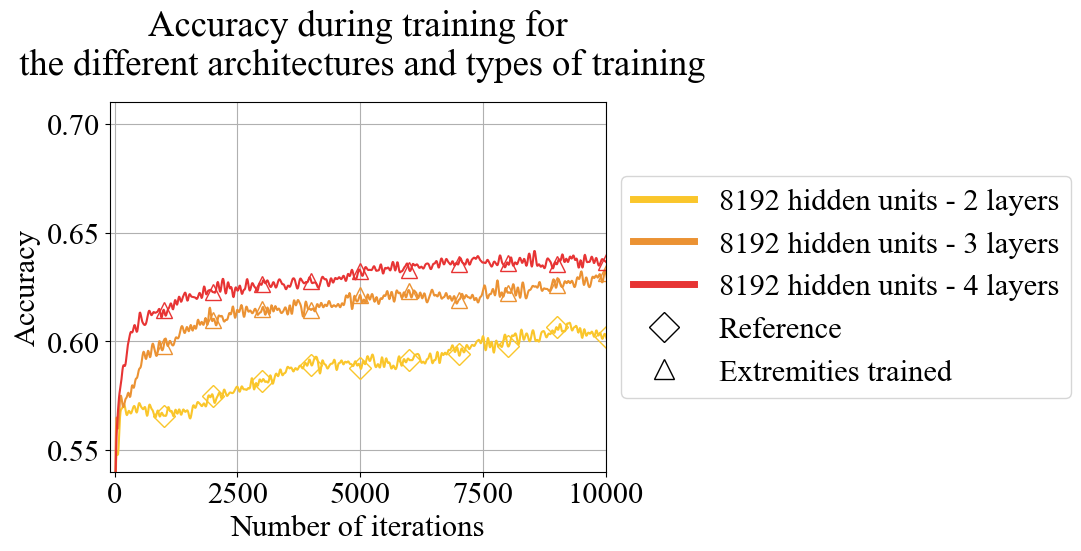 Accuracy during training for
the different architectures and types of training
0.70
0.65
0.60
0.55
Accuracy
0 2500 5000 7500 10000
Number of iterations
8192 hidden units - 2 layers
8192 hidden units - 3 layers
8192 hidden units - 4 layers
Reference
Extremities trained